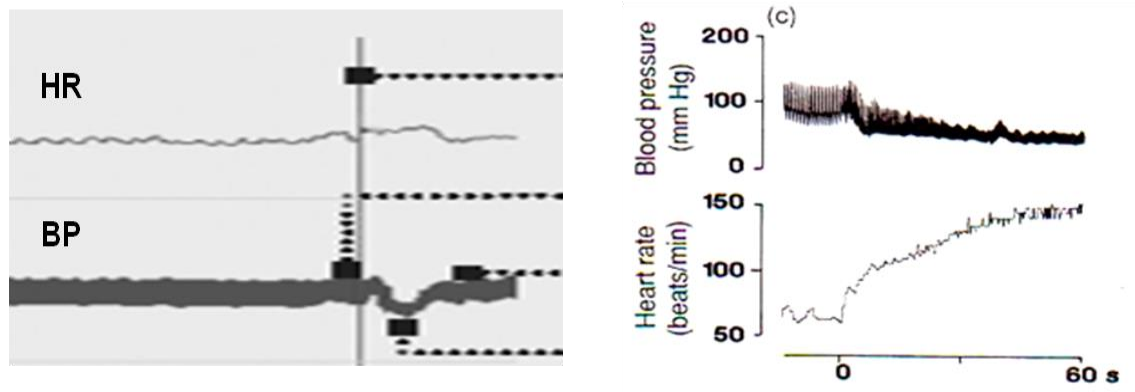 HR
BP
(c)
Blood pressure
(mm Hg)
200
100
0
Heart rate
(beats/min)
150
100
50
0
60 s